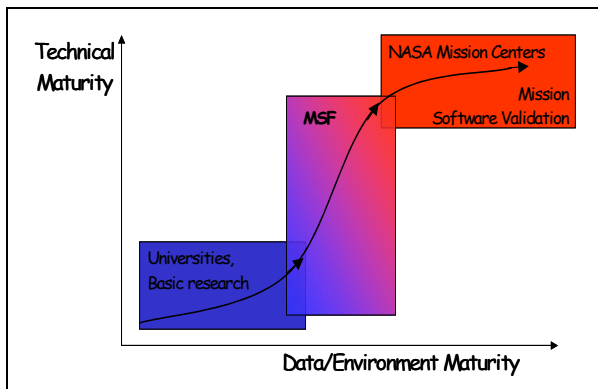 Technical
Maturity
NASA Mission Centers
Mission
Software Validation
MSF
Universities,
Basic research
Data/Environment Maturity